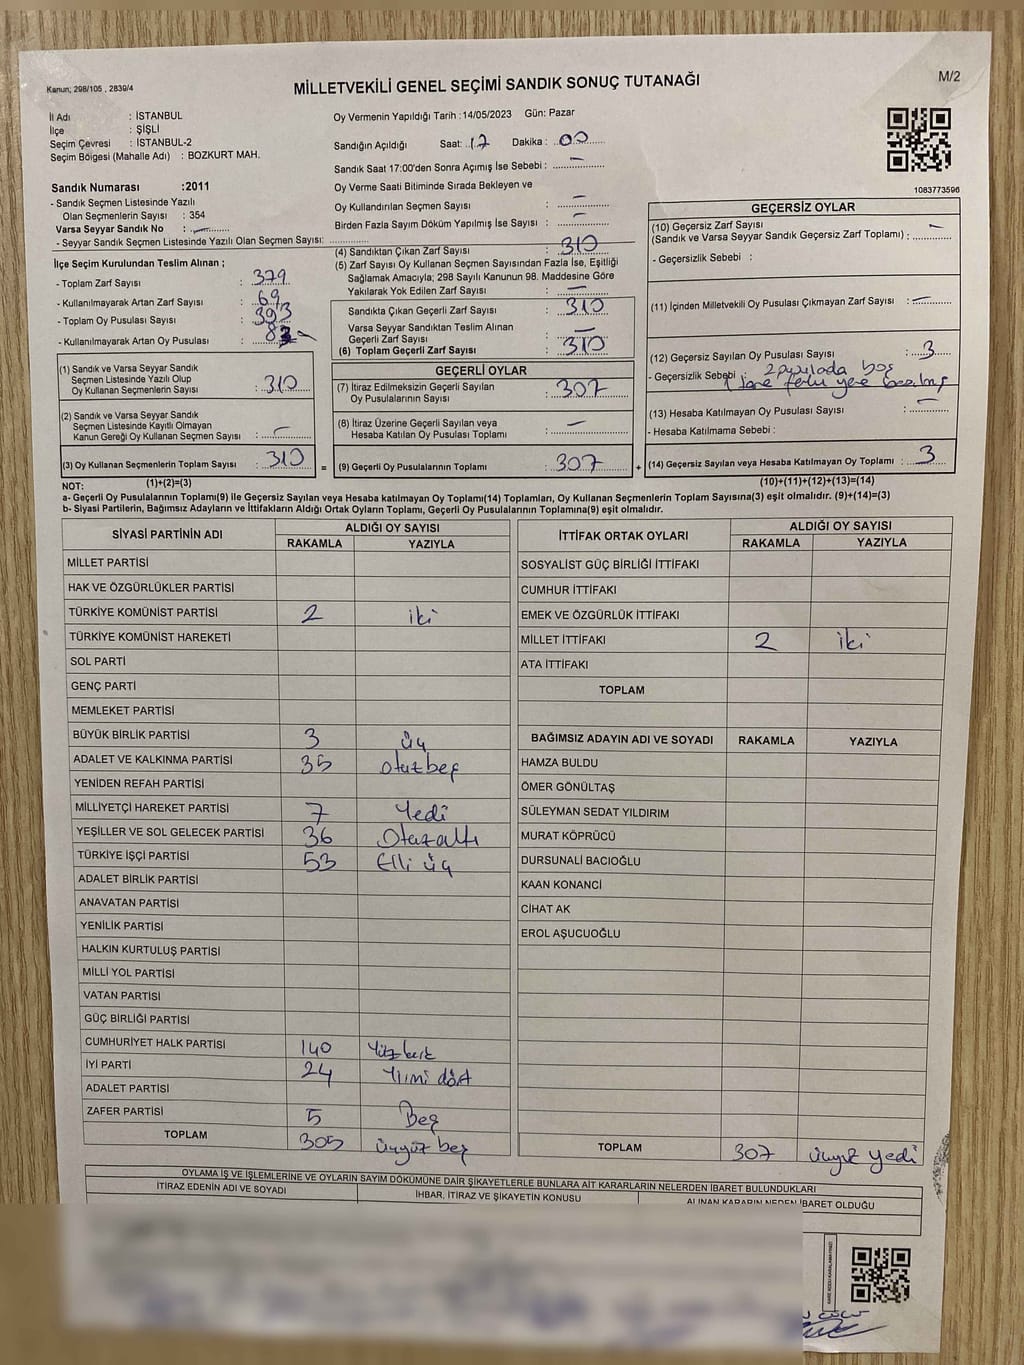 Kanun; 298/105 , 2839/4
MİLLETVEKİLİ GENEL SEÇİMİ SANDIK SONUÇ TUTANAĞI
M/2
İl Adı : İSTANBUL
İlçe : ŞİŞLİ
Seçim Çevresi : İSTANBUL-2
Seçim Bölgesi (Mahalle Adı) : BOZKURT MAH.
Oy Vermenin Yapıldığı Tarih :14/05/2023 Gün: Pazar
Sandığın Açıldığı Saat: 17 Dakika : 00
Sandık Saat 17:00'den Sonra Açımış İse Sebebi : —
Oy Verme Saati Bitiminde Sırada Bekleyen ve
Oy Kullandırılan Seçmen Sayısı : —
Birden Fazla Sayım Döküm Yapılmış İse Sayısı : —
1083773596
Sandık Numarası :2011
- Sandık Seçmen Listesinde Yazılı
Olan Seçmenlerin Sayısı : 354
Varsa Seyyar Sandık No : —
- Seyyar Sandık Seçmen Listesinde Yazılı Olan Seçmen Sayısı:
İlçe Seçim Kurulundan Teslim Alınan ;
- Toplam Zarf Sayısı : 379
- Kullanılmayarak Artan Zarf Sayısı : 69
- Toplam Oy Pusulası Sayısı : 393
- Kullanılmayarak Artan Oy Pusulası : 83
(4) Sandıktan Çıkan Zarf Sayısı : 310
(5) Zarf Sayısı Oy Kullanan Seçmen Sayısından Fazla İse, Eşitliği
Sağlamak Amacıyla; 298 Sayılı Kanunun 98. Maddesine Göre
Yakılarak Yok Edilen Zarf Sayısı : —
Sandıkta Çıkan Geçerli Zarf Sayısı : 310
Varsa Seyyar Sandıktan Teslim Alınan
Geçerli Zarf Sayısı : —
(6) Toplam Geçerli Zarf Sayısı : 310
GEÇERSİZ OYLAR
(10) Geçersiz Zarf Sayısı
(Sandık ve Varsa Seyyar Sandık Geçersiz Zarf Toplamı) : —
- Geçersizlik Sebebi :
(11) İçinden Milletvekili Oy Pusulası Çıkmayan Zarf Sayısı : —
(12) Geçersiz Sayılan Oy Pusulası Sayısı : 3
- Geçersizlik Sebebi : 2 pusulada boş
1 tane farklı yere basılmış
(13) Hesaba Katılmayan Oy Pusulası Sayısı : —
- Hesaba Katılmama Sebebi :
(14) Geçersiz Sayılan veya Hesaba Katılmayan Oy Toplamı : 3
(10)+(11)+(12)+(13)=(14)
(1) Sandık ve Varsa Seyyar Sandık
Seçmen Listesinde Yazılı Olup
Oy Kullanan Seçmenlerin Sayısı : 310
(2) Sandık ve Varsa Seyyar Sandık
Seçmen Listesinde Kayıtlı Olmayan
Kanun Gereği Oy Kullanan Seçmen Sayısı : —
(3) Oy Kullanan Seçmenlerin Toplam Sayısı : 310 =
GEÇERLİ OYLAR
(7) İtiraz Edilmeksizin Geçerli Sayılan
Oy Pusulalarının Sayısı : 307
(8) İtiraz Üzerine Geçerli Sayılan veya
Hesaba Katılan Oy Pusulası Toplamı : —
(9) Geçerli Oy Pusulalarının Toplamı : 307 +
NOT: (1)+(2)=(3)
a- Geçerli Oy Pusulalarının Toplamı(9) ile Geçersiz Sayılan veya Hesaba katılmayan Oy Toplamı(14) Toplamları, Oy Kullanan Seçmenlerin Toplam Sayısına(3) eşit olmalıdır. (9)+(14)=(3)
b- Siyasi Partilerin, Bağımsız Adayların ve İttifakların Aldığı Ortak Oyların Toplamı, Geçerli Oy Pusulalarının Toplamına(9) eşit olmalıdır.
SİYASİ PARTİNİN ADI ALDIĞI OY SAYISI
RAKAMLA YAZIYLA
MİLLET PARTİSİ
HAK VE ÖZGÜRLÜKLER PARTİSİ
TÜRKİYE KOMÜNİST PARTİSİ 2 iki
TÜRKİYE KOMÜNİST HAREKETİ
SOL PARTİ
GENÇ PARTİ
MEMLEKET PARTİSİ
BÜYÜK BİRLİK PARTİSİ 3 üç
ADALET VE KALKINMA PARTİSİ 35 otuzbeş
YENİDEN REFAH PARTİSİ
MİLLİYETÇİ HAREKET PARTİSİ 7 Yedi
YEŞİLLER VE SOL GELECEK PARTİSİ 36 Otuzaltı
TÜRKİYE İŞÇİ PARTİSİ 53 Elli üç
ADALET BİRLİK PARTİSİ
ANAVATAN PARTİSİ
YENİLİK PARTİSİ
HALKIN KURTULUŞ PARTİSİ
MİLLİ YOL PARTİSİ
VATAN PARTİSİ
GÜÇ BİRLİĞİ PARTİSİ
CUMHURİYET HALK PARTİSİ 140 Yüzkırk
İYİ PARTİ 24 Yirmi dört
ADALET PARTİSİ
ZAFER PARTİSİ 5 Beş
TOPLAM 305 üçyüz beş
İTTİFAK ORTAK OYLARI ALDIĞI OY SAYISI
RAKAMLA YAZIYLA
SOSYALİST GÜÇ BİRLİĞİ İTTİFAKI
CUMHUR İTTİFAKI
EMEK VE ÖZGÜRLÜK İTTİFAKI
MİLLET İTTİFAKI 2 iki
ATA İTTİFAKI
TOPLAM
BAĞIMSIZ ADAYIN ADI VE SOYADI RAKAMLA YAZIYLA
HAMZA BULDU
ÖMER GÖNÜLTAŞ
SÜLEYMAN SEDAT YILDIRIM
MURAT KÖPRÜCÜ
DURSUNALİ BACIOĞLU
KAAN KONANCİ
CİHAT AK
EROL AŞUCUOĞLU
TOPLAM 307 üçyüz yedi
OYLAMA İŞ VE İŞLEMLERİNE VE OYLARIN SAYIM DÖKÜMÜNE DAİR ŞİKAYETLERLE BUNLARA AİT KARARLARIN NELERDEN İBARET BULUNDUKLARI
İTİRAZ EDENİN ADI VE SOYADI İHBAR, İTİRAZ VE ŞİKAYETİN KONUSU ALINAN KARARIN NEDEN İBARET OLDUĞU